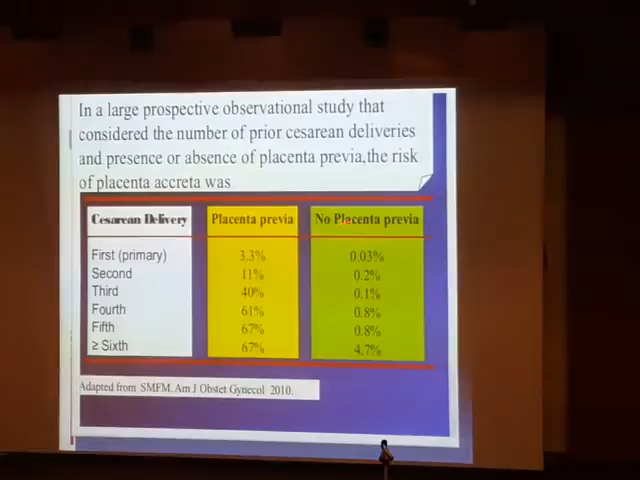 In a large prospective observational study that
considered the number of prior cesarean deliveries
and presence or absence of placenta previa,the risk
of placenta accreta was
Cesarean Delivery Placenta previa No Placenta previa
First (primary) 3.3% 0.03%
Second 11% 0.2%
Third 40% 0.1%
Fourth 61% 0.8%
Fifth 67% 0.8%
≥ Sixth 67% 4.7%
Adapted from SMFM. Am J Obstet Gynecol 2010.